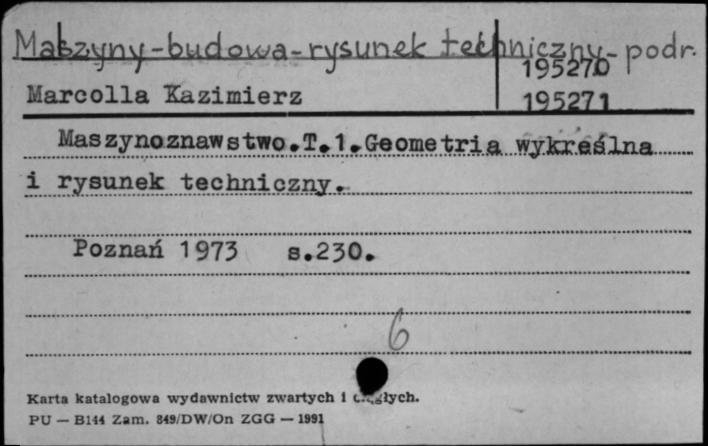 Maszyny-budowa-rysunek techniczny-podr.
195270
Marcolla Kazimierz
195271
Maszynoznawstwo.T.1.Geometria wykreślna
i rysunek techniczny.
Poznań 1973 s.230.
6
Karta katalogowa wydawnictw zwartych i ciągłych.
PU — B144 Zam. 849/DW/On ZGG — 1991